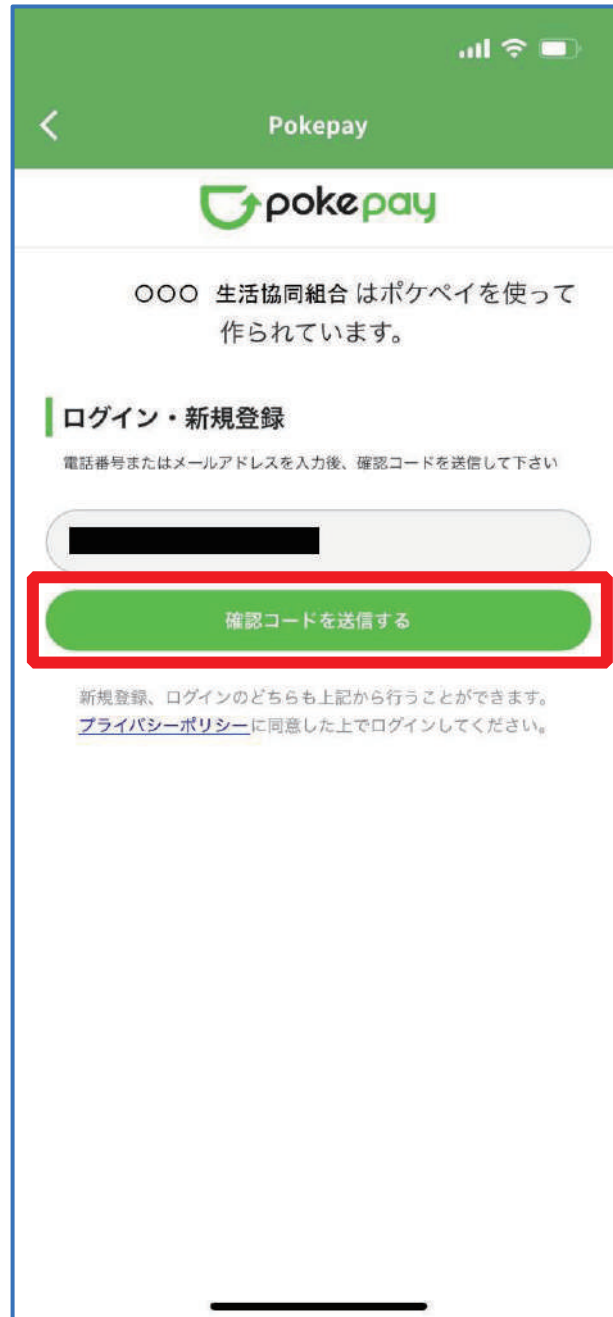 Pokepay
pokepay
○○○ 生活協同組合 はポケペイを使って
作られています。
ログイン・新規登録
電話番号またはメールアドレスを入力後、確認コードを送信して下さい
確認コードを送信する
新規登録、ログインのどちらも上記から行うことができます。
プライバシーポリシーに同意した上でログインしてください。